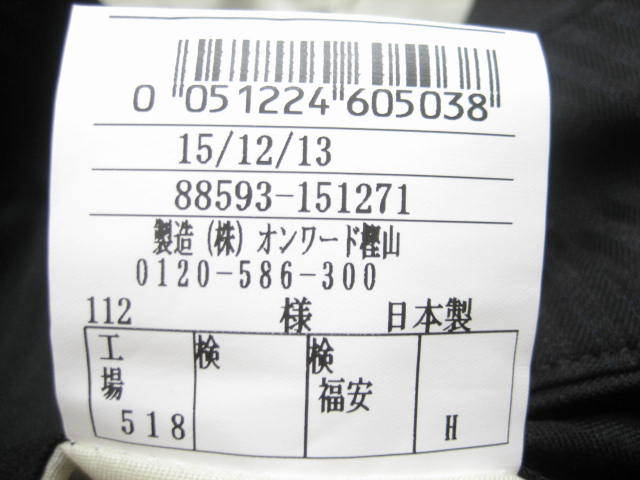 0 051224 605038
15/12/13
88593-151271
製造 (株) オンワード樫山
0120-586-300
112 様 日本製
工場 検 検 福安
518 H